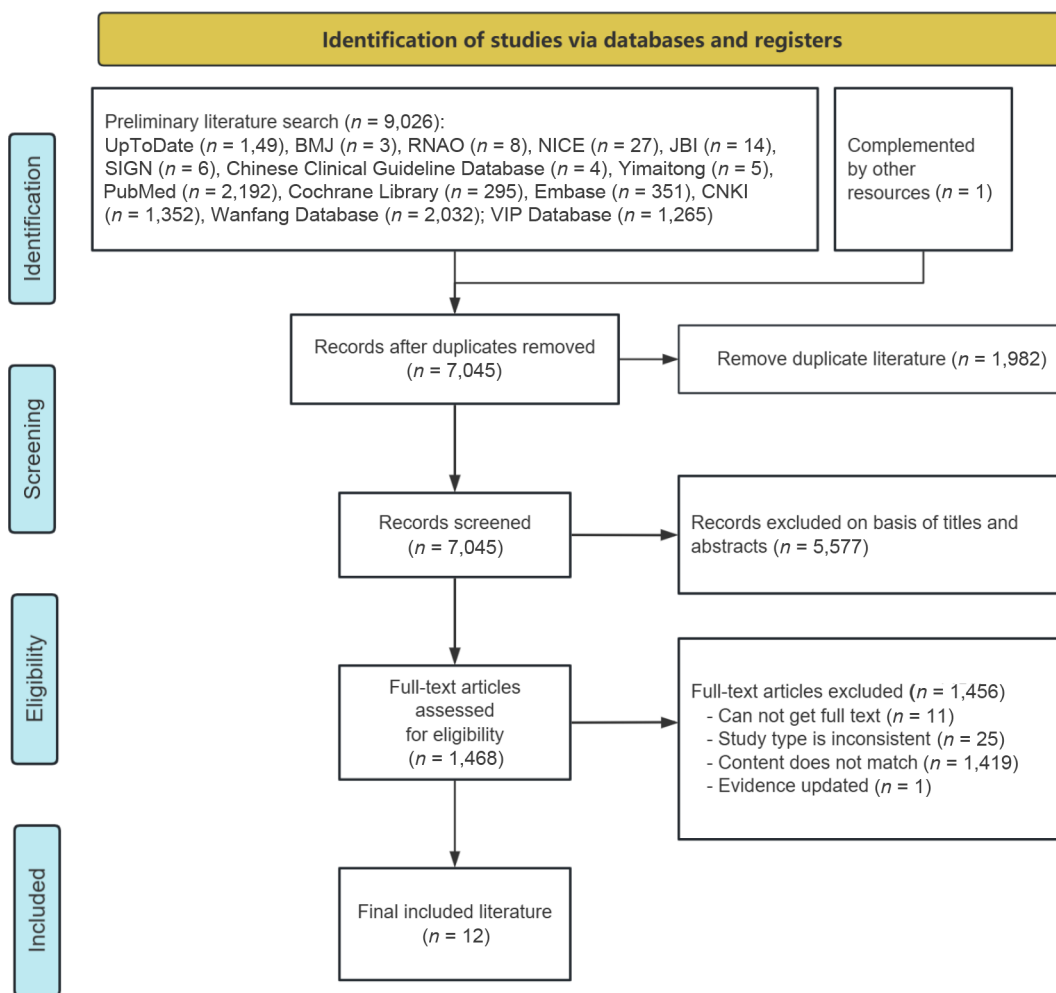 Identification of studies via databases and registers
Identification
Preliminary literature search (n = 9,026):
UpToDate (n = 1,49), BMJ (n = 3), RNAO (n = 8), NICE (n = 27), JBI (n = 14),
SIGN (n = 6), Chinese Clinical Guideline Database (n = 4), Yimaitong (n = 5),
PubMed (n = 2,192), Cochrane Library (n = 295), Embase (n = 351), CNKI
(n = 1,352), Wanfang Database (n = 2,032); VIP Database (n = 1,265)
Complemented
by other
resources
(n = 1)
Screening
Records after duplicates removed
(n = 7,045)
Remove duplicate literature (n = 1,982)
Records screened
(n = 7,045)
Records excluded on basis of titles and
abstracts (n = 5,577)
Eligibility
Full-text articles
assessed
for eligibility
(n = 1,468)
Full-text articles excluded (n = 1,456)
- Can not get full text (n = 11)
- Study type is inconsistent (n = 25)
- Content does not match (n = 1,419)
- Evidence updated (n = 1)
Included
Final included literature
(n = 12)